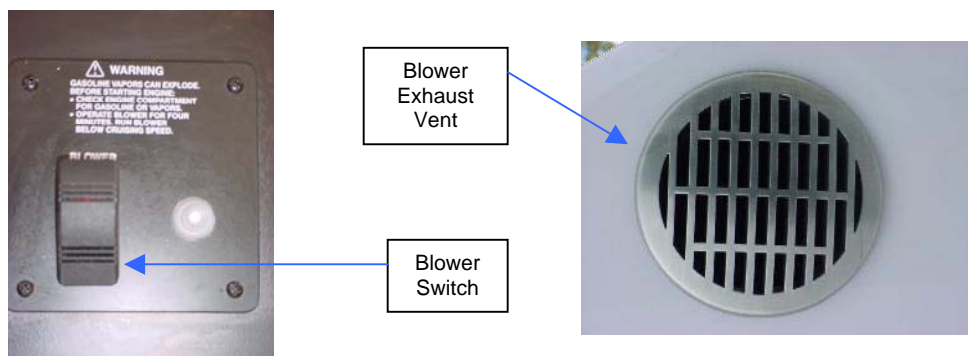 WARNING
GASOLINE VAPORS CAN EXPLODE.
BEFORE STARTING ENGINE:
• CHECK ENGINE COMPARTMENT
FOR GASOLINE OR VAPORS.
• OPERATE BLOWER FOR FOUR
MINUTES. RUN BLOWER
BELOW CRUISING SPEED.
BLOWER
Blower
Exhaust
Vent
Blower
Switch